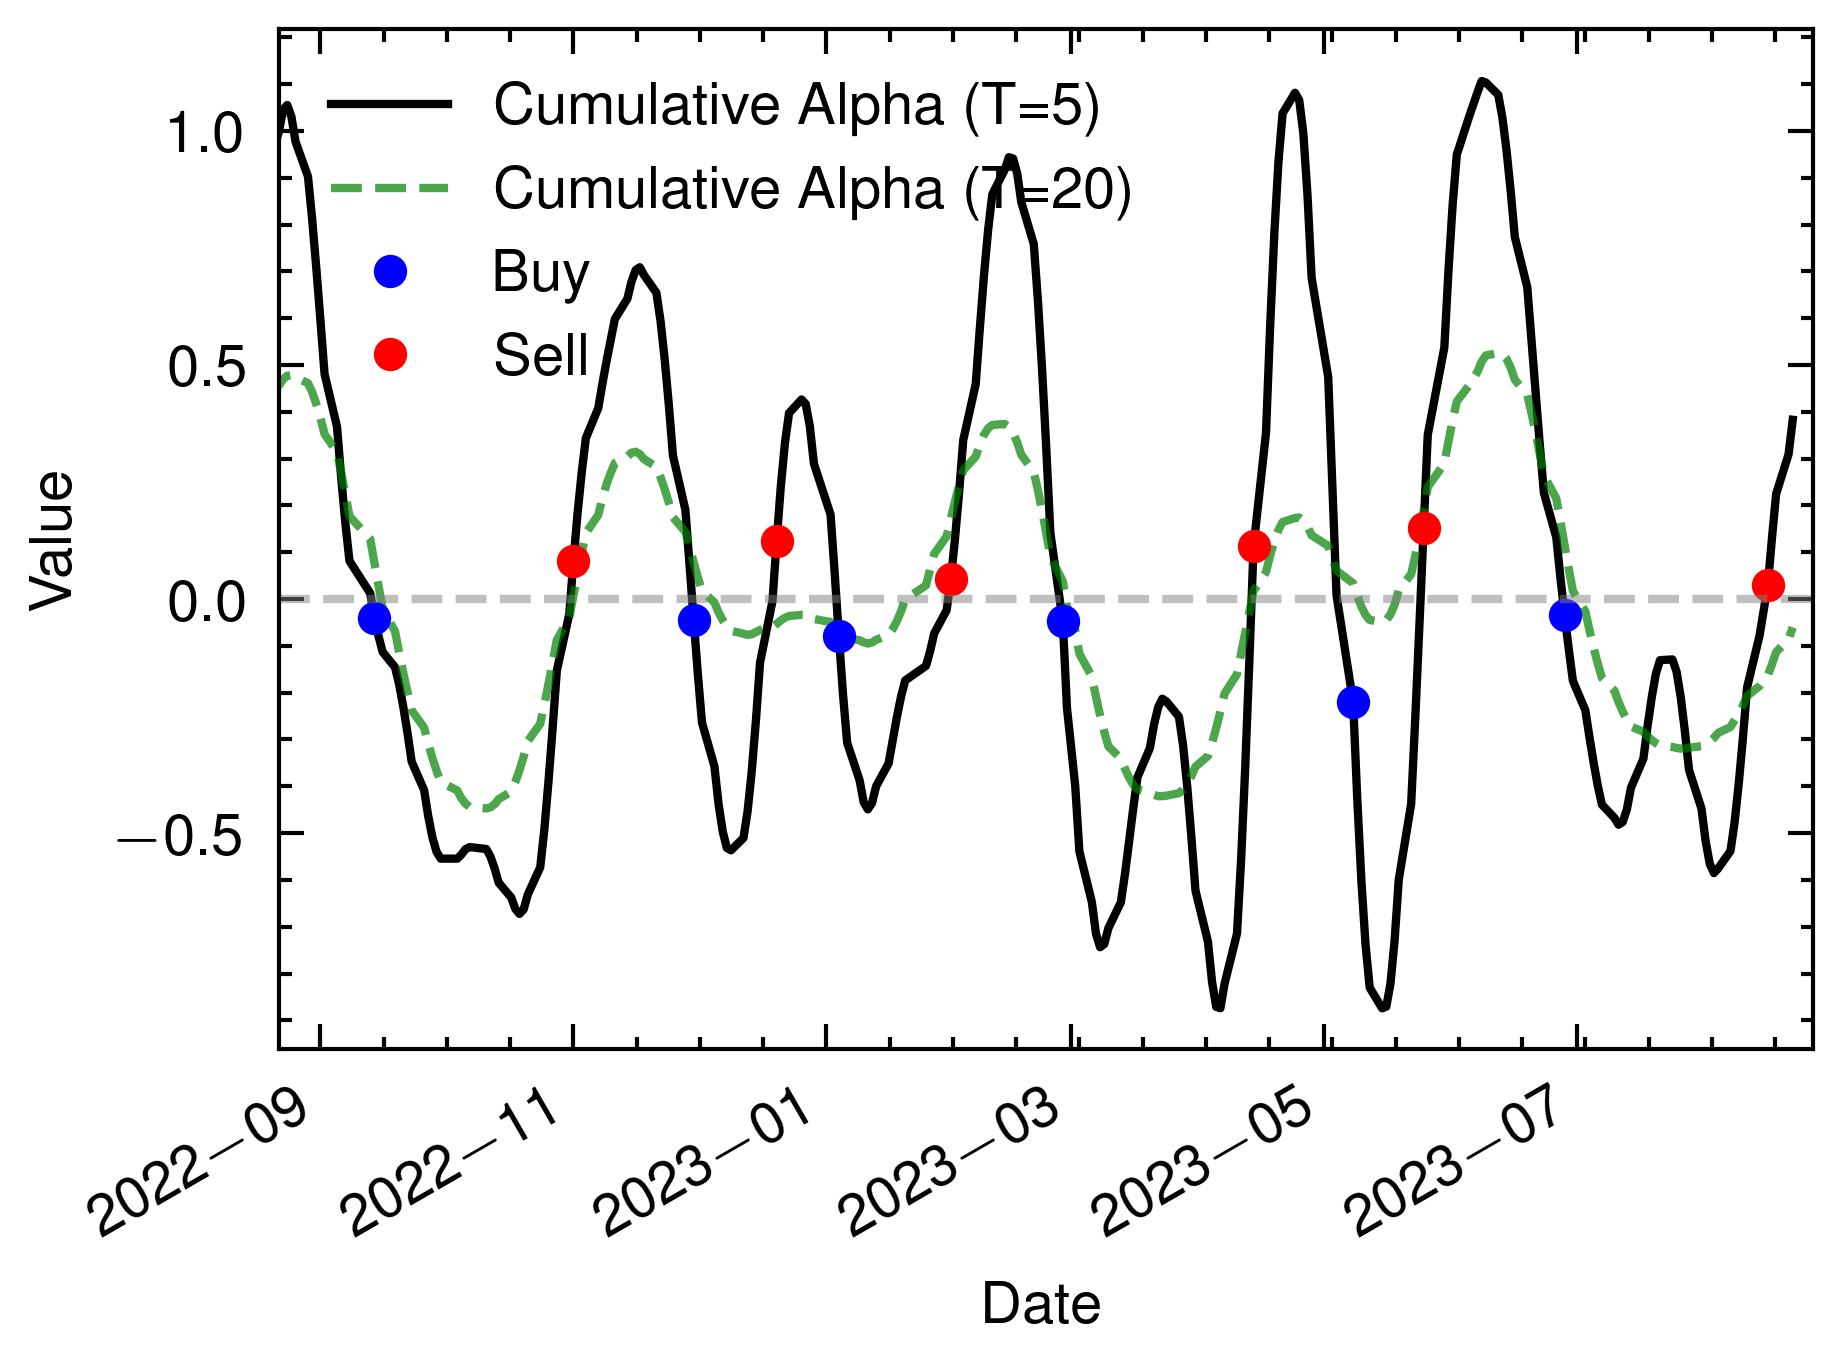 Cumulative Alpha (T=5)
Cumulative Alpha (T=20)
Buy
Sell
1.0
0.5
0.0
−0.5
Value
2022−09
2022−11
2023−01
2023−03
2023−05
2023−07
Date